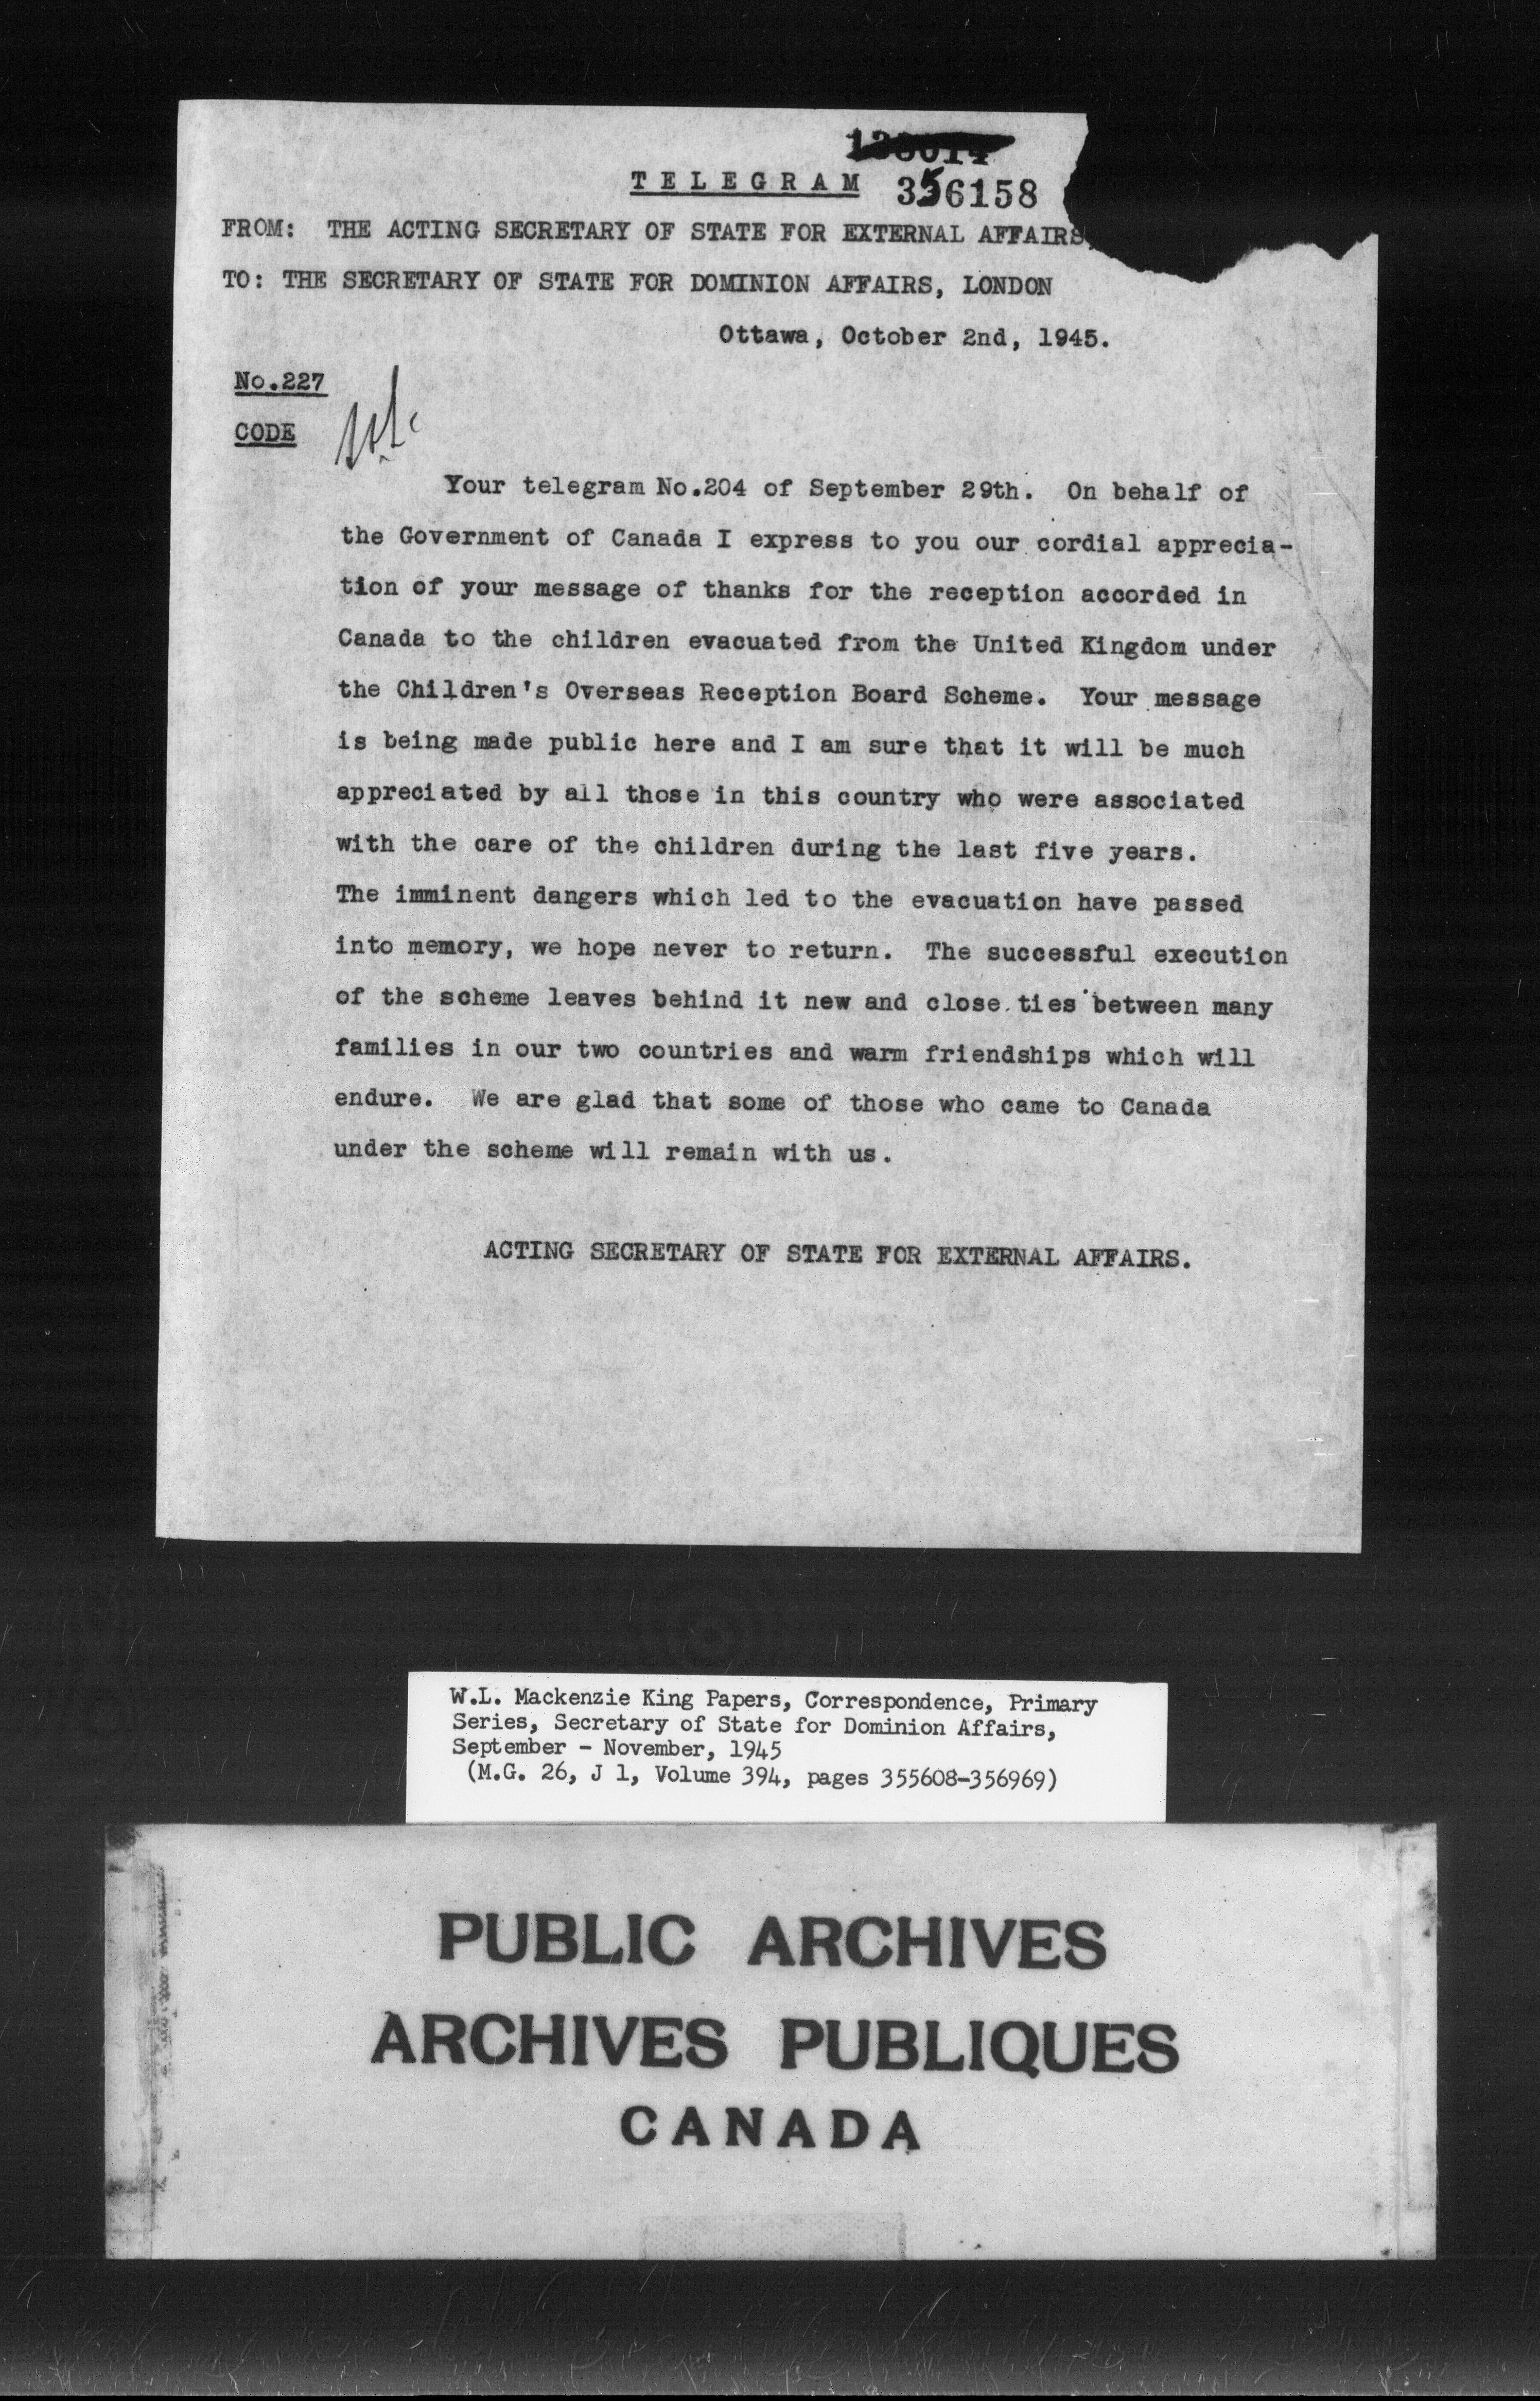 TELEGRAM 356158
FROM: THE ACTING SECRETARY OF STATE FOR EXTERNAL AFFAIRS,
TO: THE SECRETARY OF STATE FOR DOMINION AFFAIRS, LONDON
Ottawa, October 2nd, 1945.
No.227
CODE
Your telegram No.204 of September 29th. On behalf of
the Government of Canada I express to you our cordial apprecia-
tion of your message of thanks for the reception accorded in
Canada to the children evacuated from the United Kingdom under
the Children's Overseas Reception Board Scheme. Your message
is being made public here and I am sure that it will be much
appreciated by all those in this country who were associated
with the care of the children during the last five years.
The imminent dangers which led to the evacuation have passed
into memory, we hope never to return. The successful execution
of the scheme leaves behind it new and close ties between many
families in our two countries and warm friendships which will
endure. We are glad that some of those who came to Canada
under the scheme will remain with us.
ACTING SECRETARY OF STATE FOR EXTERNAL AFFAIRS.
W.L. Mackenzie King Papers, Correspondence, Primary
Series, Secretary of State for Dominion Affairs,
September - November, 1945
(M.G. 26, J 1, Volume 394, pages 355608-356969)
PUBLIC ARCHIVES
ARCHIVES PUBLIQUES
CANADA